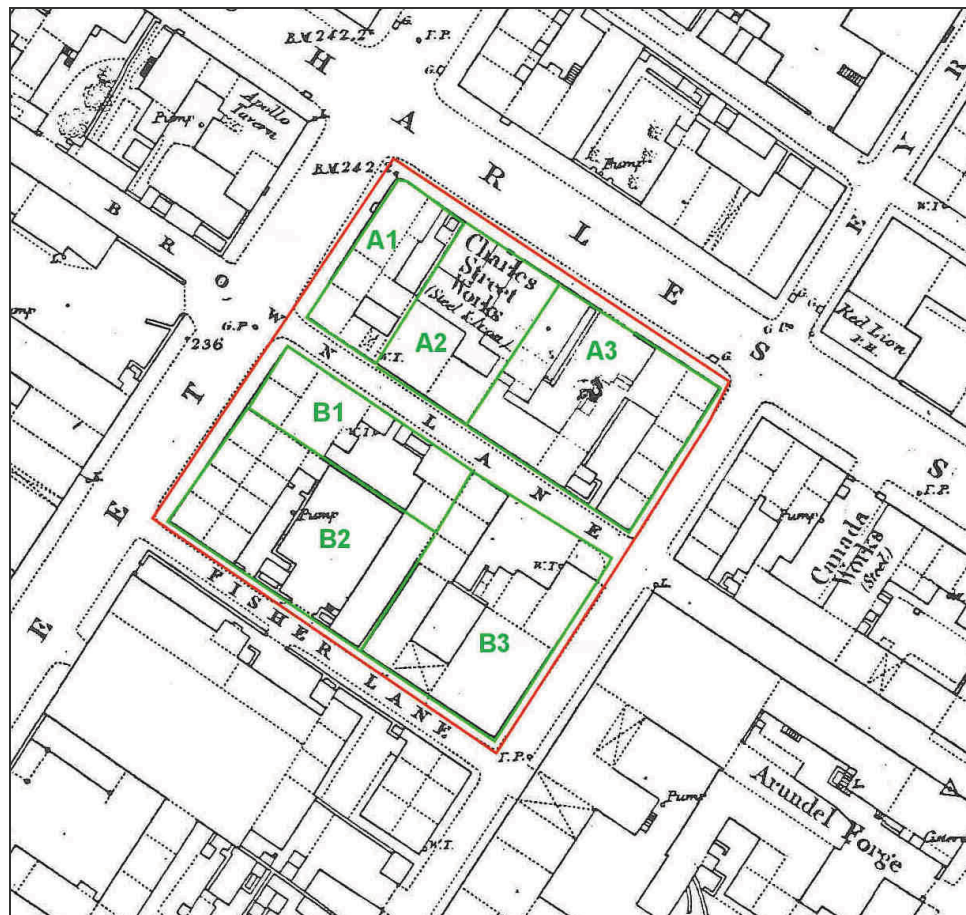 B.M. 242.2
G.
F.P.
G.
H
A
R
L
E
S
S
Apollo
Tavern
Pump
Pump
B.M. 242
A1
Charles
Street
Works
(Steel & Iron)
A2
A3
W.T.
E
Y
R
W.T.
B
R
O
W
N
L
A
N
E
G.P.
236
T
E
E
G.
Red Lion
P.H.
B1
B2
B3
Pump
W.T.
L
F.P.
Pump
Canada
Works
(Steel)
FISHER LANE
F.P.
Pump
Arundel
Forge
W.T.